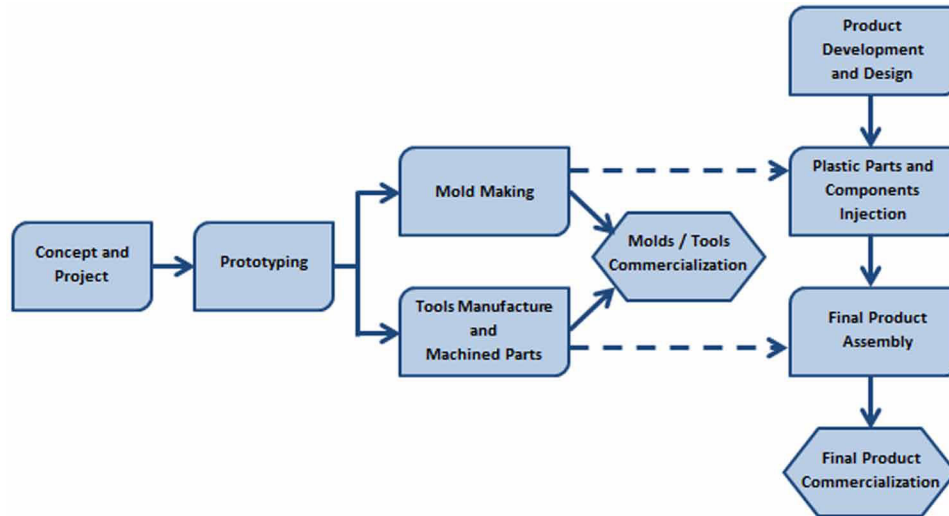 Product
Development
and Design
Mold Making
Plastic Parts and
Components
Injection
Concept and
Project
Prototyping
Molds / Tools
Commercialization
Tools Manufacture
and
Machined Parts
Final Product
Assembly
Final Product
Commercialization